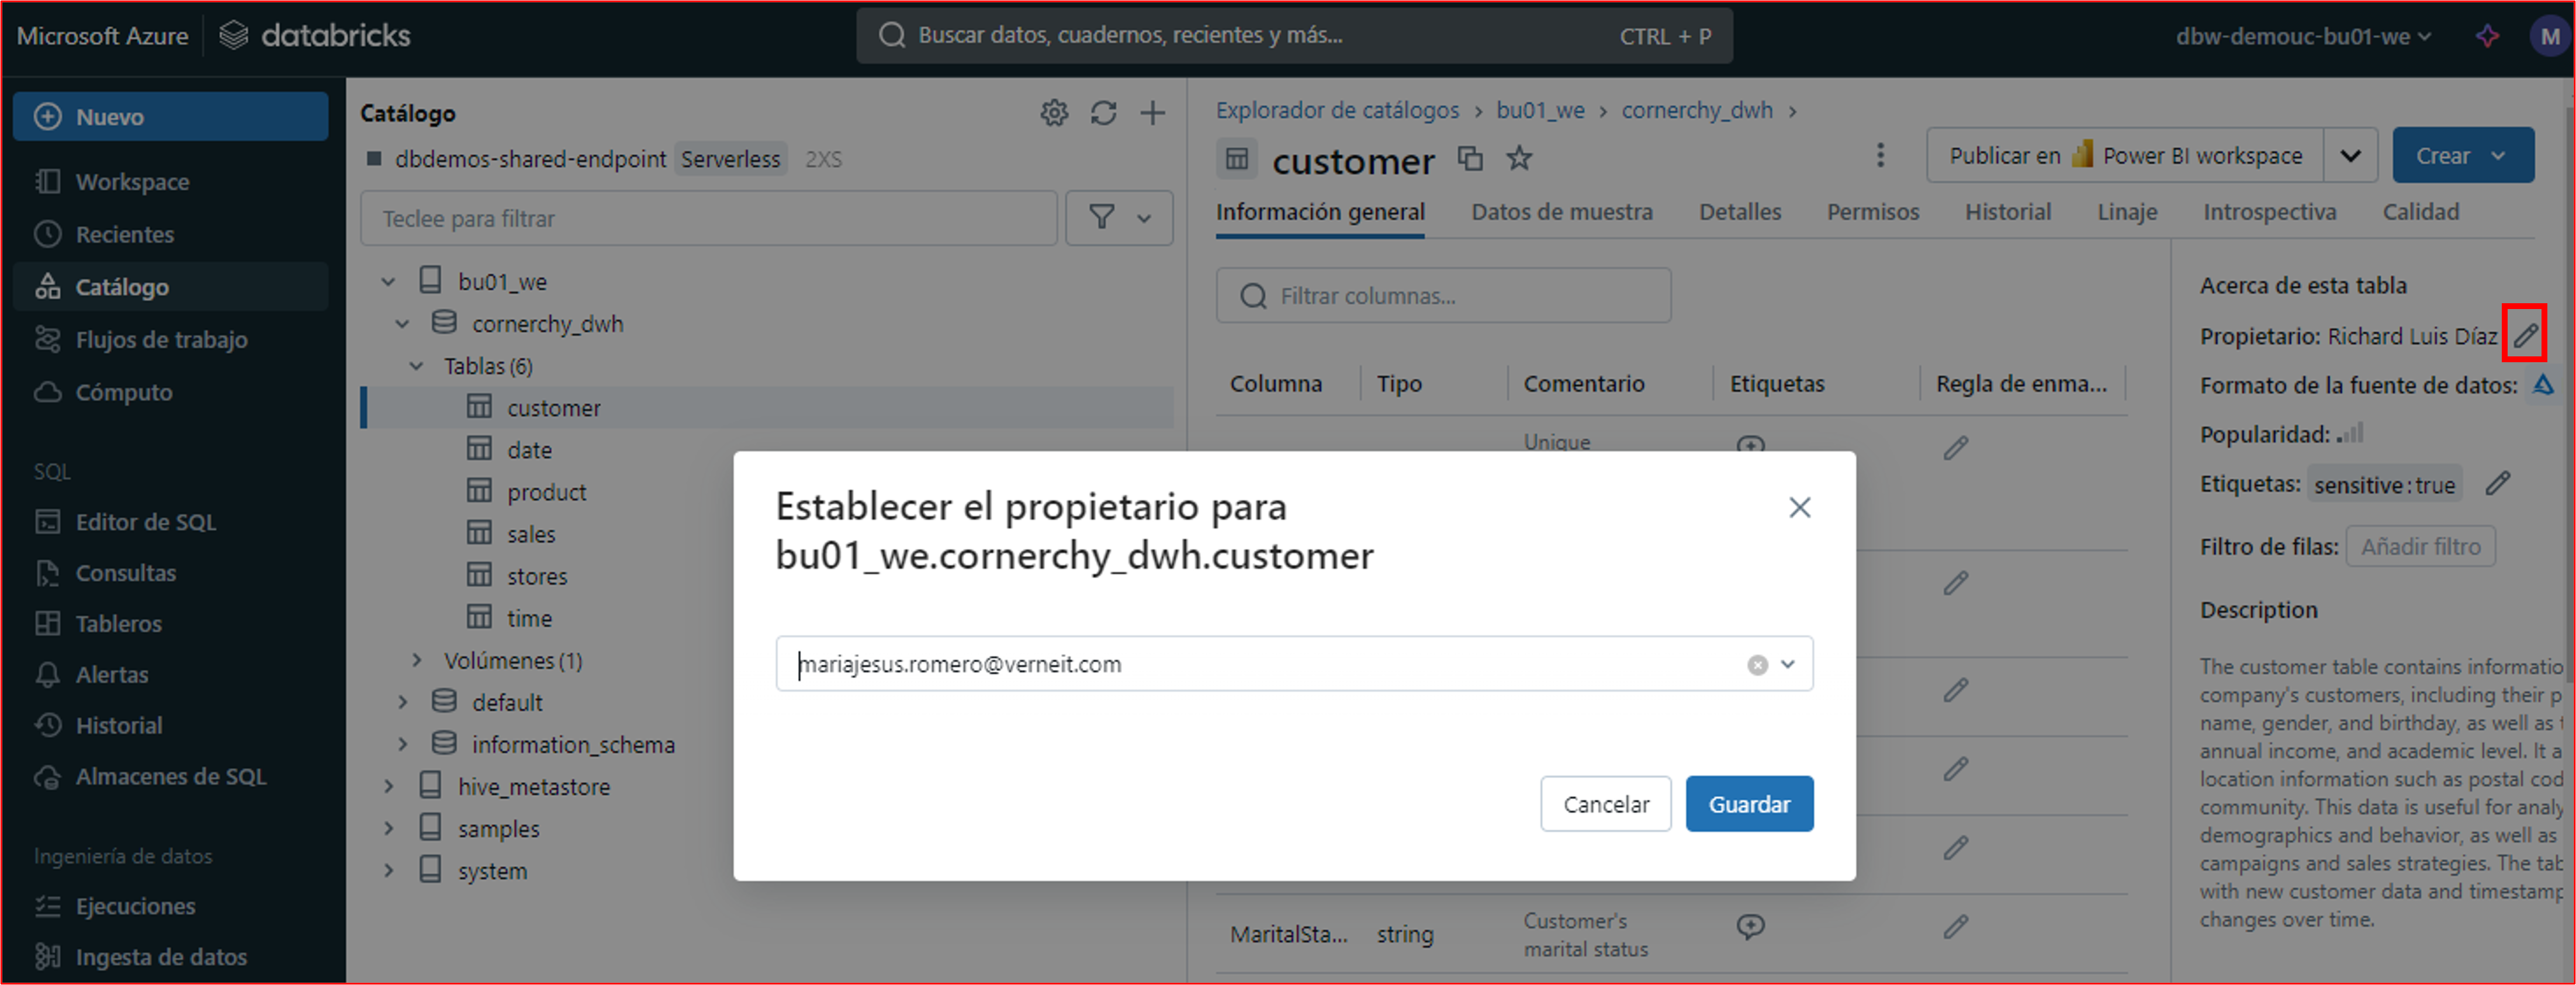 Microsoft Azure databricks
Buscar datos, cuadernos, recientes y más... CTRL + P
dbw-demouc-bu01-we
M
Nuevo
Workspace
Recientes
Catálogo
Flujos de trabajo
Cómputo
SQL
Editor de SQL
Consultas
Tableros
Alertas
Historial
Almacenes de SQL
Ingeniería de datos
Ejecuciones
Ingesta de datos
Catálogo
dbdemos-shared-endpoint Serverless 2XS
Teclee para filtrar
bu01_we
cornerchy_dwh
Tablas (6)
customer
date
product
sales
stores
time
Volúmenes (1)
default
information_schema
hive_metastore
samples
system
Explorador de catálogos > bu01_we > cornerchy_dwh >
customer
Publicar en Power BI workspace
Crear
Información general Datos de muestra Detalles Permisos Historial Linaje Introspectiva Calidad
Filtrar columnas...
Columna Tipo Comentario Etiquetas Regla de enma...
Unique
MaritalSta... string Customer's
marital status
Acerca de esta tabla
Propietario: Richard Luis Díaz
Formato de la fuente de datos:
Popularidad:
Etiquetas: sensitive:true
Filtro de filas: Añadir filtro
Description
The customer table contains informatio
company's customers, including their p
name, gender, and birthday, as well as t
annual income, and academic level. It a
location information such as postal cod
community. This data is useful for analy
demographics and behavior, as well as
campaigns and sales strategies. The tab
with new customer data and timestamp
changes over time.
Establecer el propietario para
bu01_we.cornerchy_dwh.customer
mariajesus.romero@verneit.com
Cancelar Guardar